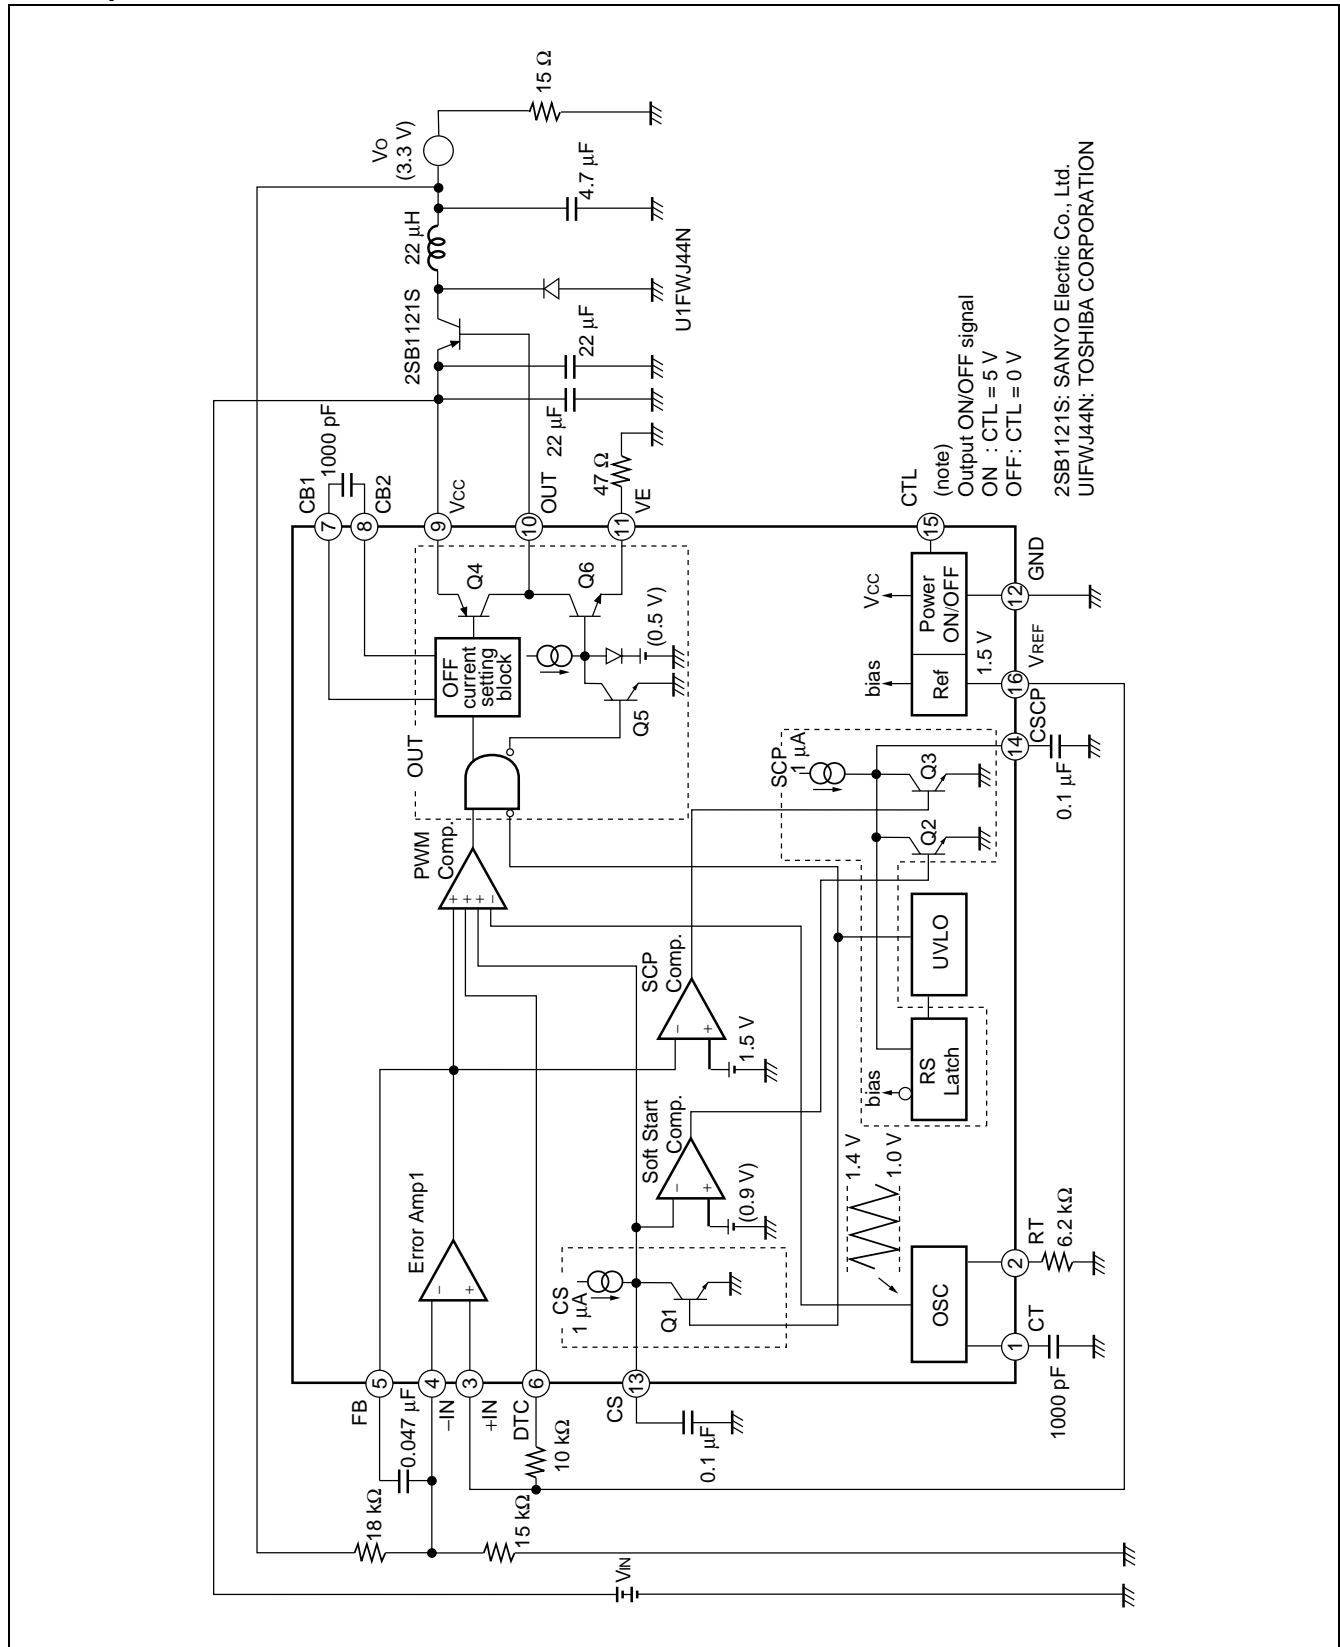 VO
(3.3 V)
15 Ω
22 μH
4.7 μF
2SB1121S
22 μF
U1FWJ44N
22 μF
1000 pF
CB1
7
CB2
8
VCC
9
OUT
10
47 Ω
VE
11
CTL
15
(note)
Output ON/OFF signal
ON : CTL = 5 V
OFF: CTL = 0 V
2SB1121S: SANYO Electric Co., Ltd.
UIFWJ44N: TOSHIBA CORPORATION
OUT
OFF
current
setting
block
Q4
Q6
(0.5 V)
Q5
VCC
Power
ON/OFF
bias
Ref
1.5 V
GND
12
VREF
16
CSCP
14
0.1 μF
PWM
Comp.
+
+
+
−
SCP
1 μA
Q3
Q2
UVLO
RS
Latch
bias
SCP
Comp.
−
+
1.5 V
Soft Start
Comp.
−
+
(0.9 V)
1.4 V
1.0 V
Error Amp1
−
+
CS
1 μA
Q1
OSC
RT
2
6.2 kΩ
CT
1
1000 pF
5
FB
4
−IN
3
+IN
6
DTC
13
CS
0.047 μF
10 kΩ
0.1 μF
18 kΩ
15 kΩ
VIN